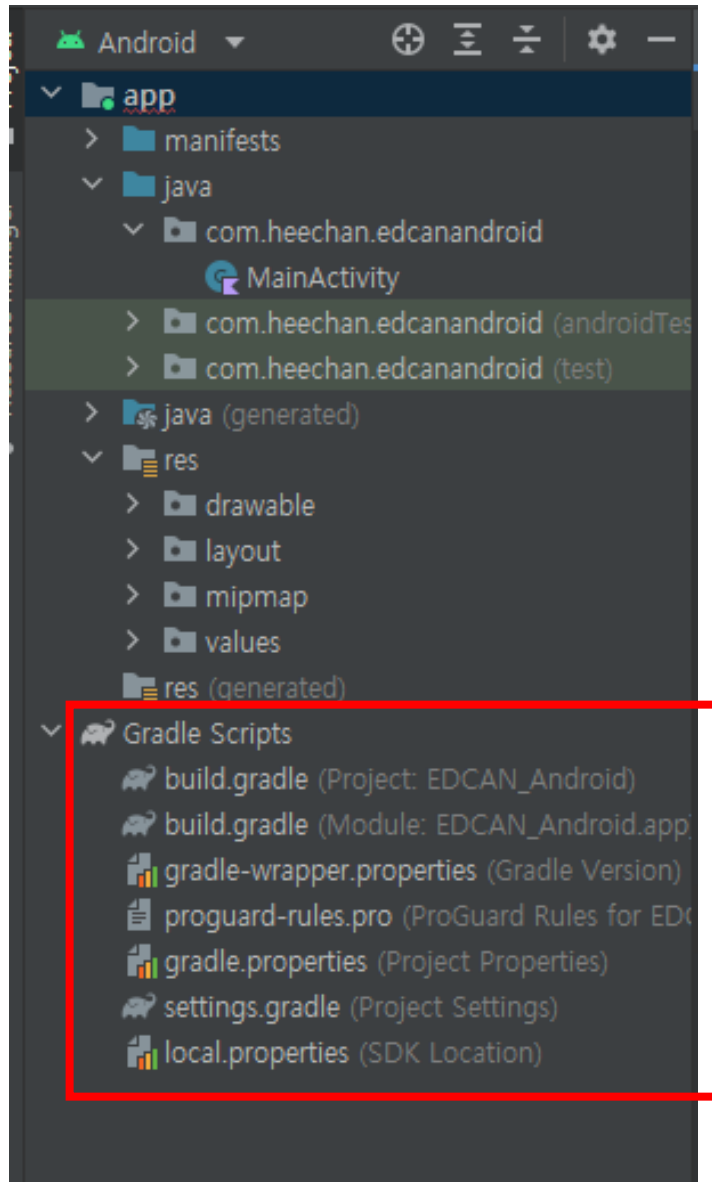 Android
app
manifests
java
com.heechan.edcanandroid
MainActivity
com.heechan.edcanandroid (androidTes
com.heechan.edcanandroid (test)
java (generated)
res
drawable
layout
mipmap
values
res (generated)
Gradle Scripts
build.gradle (Project: EDCAN_Android)
build.gradle (Module: EDCAN_Android.app)
gradle-wrapper.properties (Gradle Version)
proguard-rules.pro (ProGuard Rules for EDC
gradle.properties (Project Properties)
settings.gradle (Project Settings)
local.properties (SDK Location)